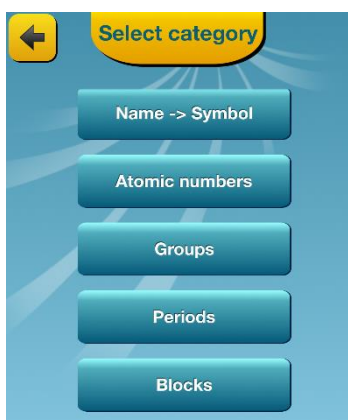 Select category
Name -> Symbol
Atomic numbers
Groups
Periods
Blocks